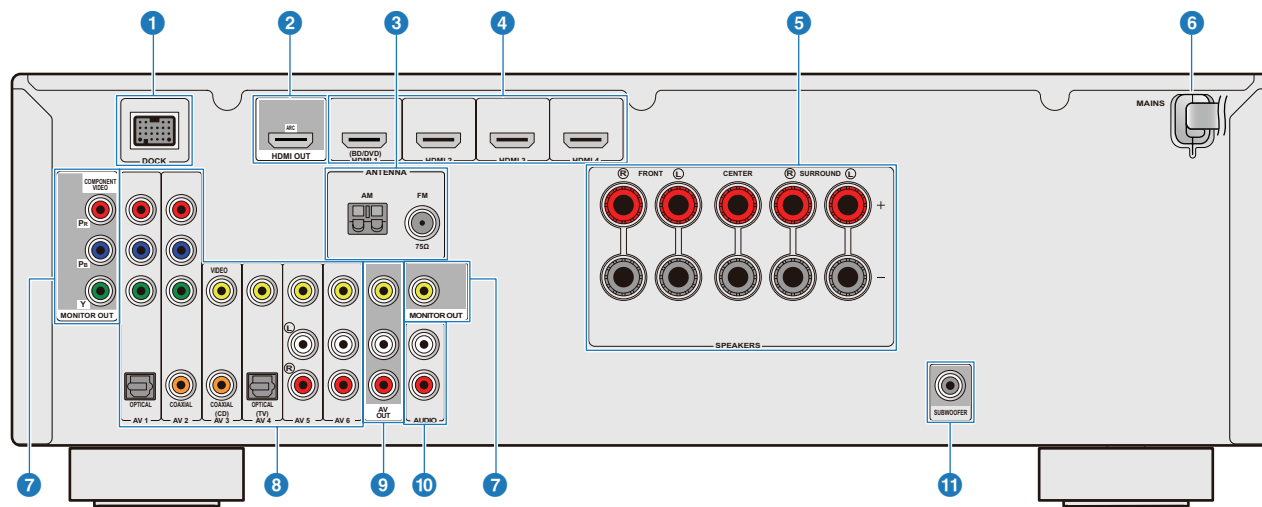 1 2 3 4 5 6
MAINS
DOCK
ARC
HDMI OUT
(BD/DVD)
HDMI 1 HDMI 2 HDMI 3 HDMI 4
ANTENNA
AM FM
75Ω
R FRONT L CENTER R SURROUND L
+
−
SPEAKERS
COMPONENT
VIDEO
PR
PB
Y
MONITOR OUT
VIDEO
L
R
MONITOR OUT
OPTICAL COAXIAL COAXIAL OPTICAL
(CD) (TV)
AV 1 AV 2 AV 3 AV 4 AV 5 AV 6
AV
OUT
AUDIO
SUBWOOFER
7 8 9 10 7 11